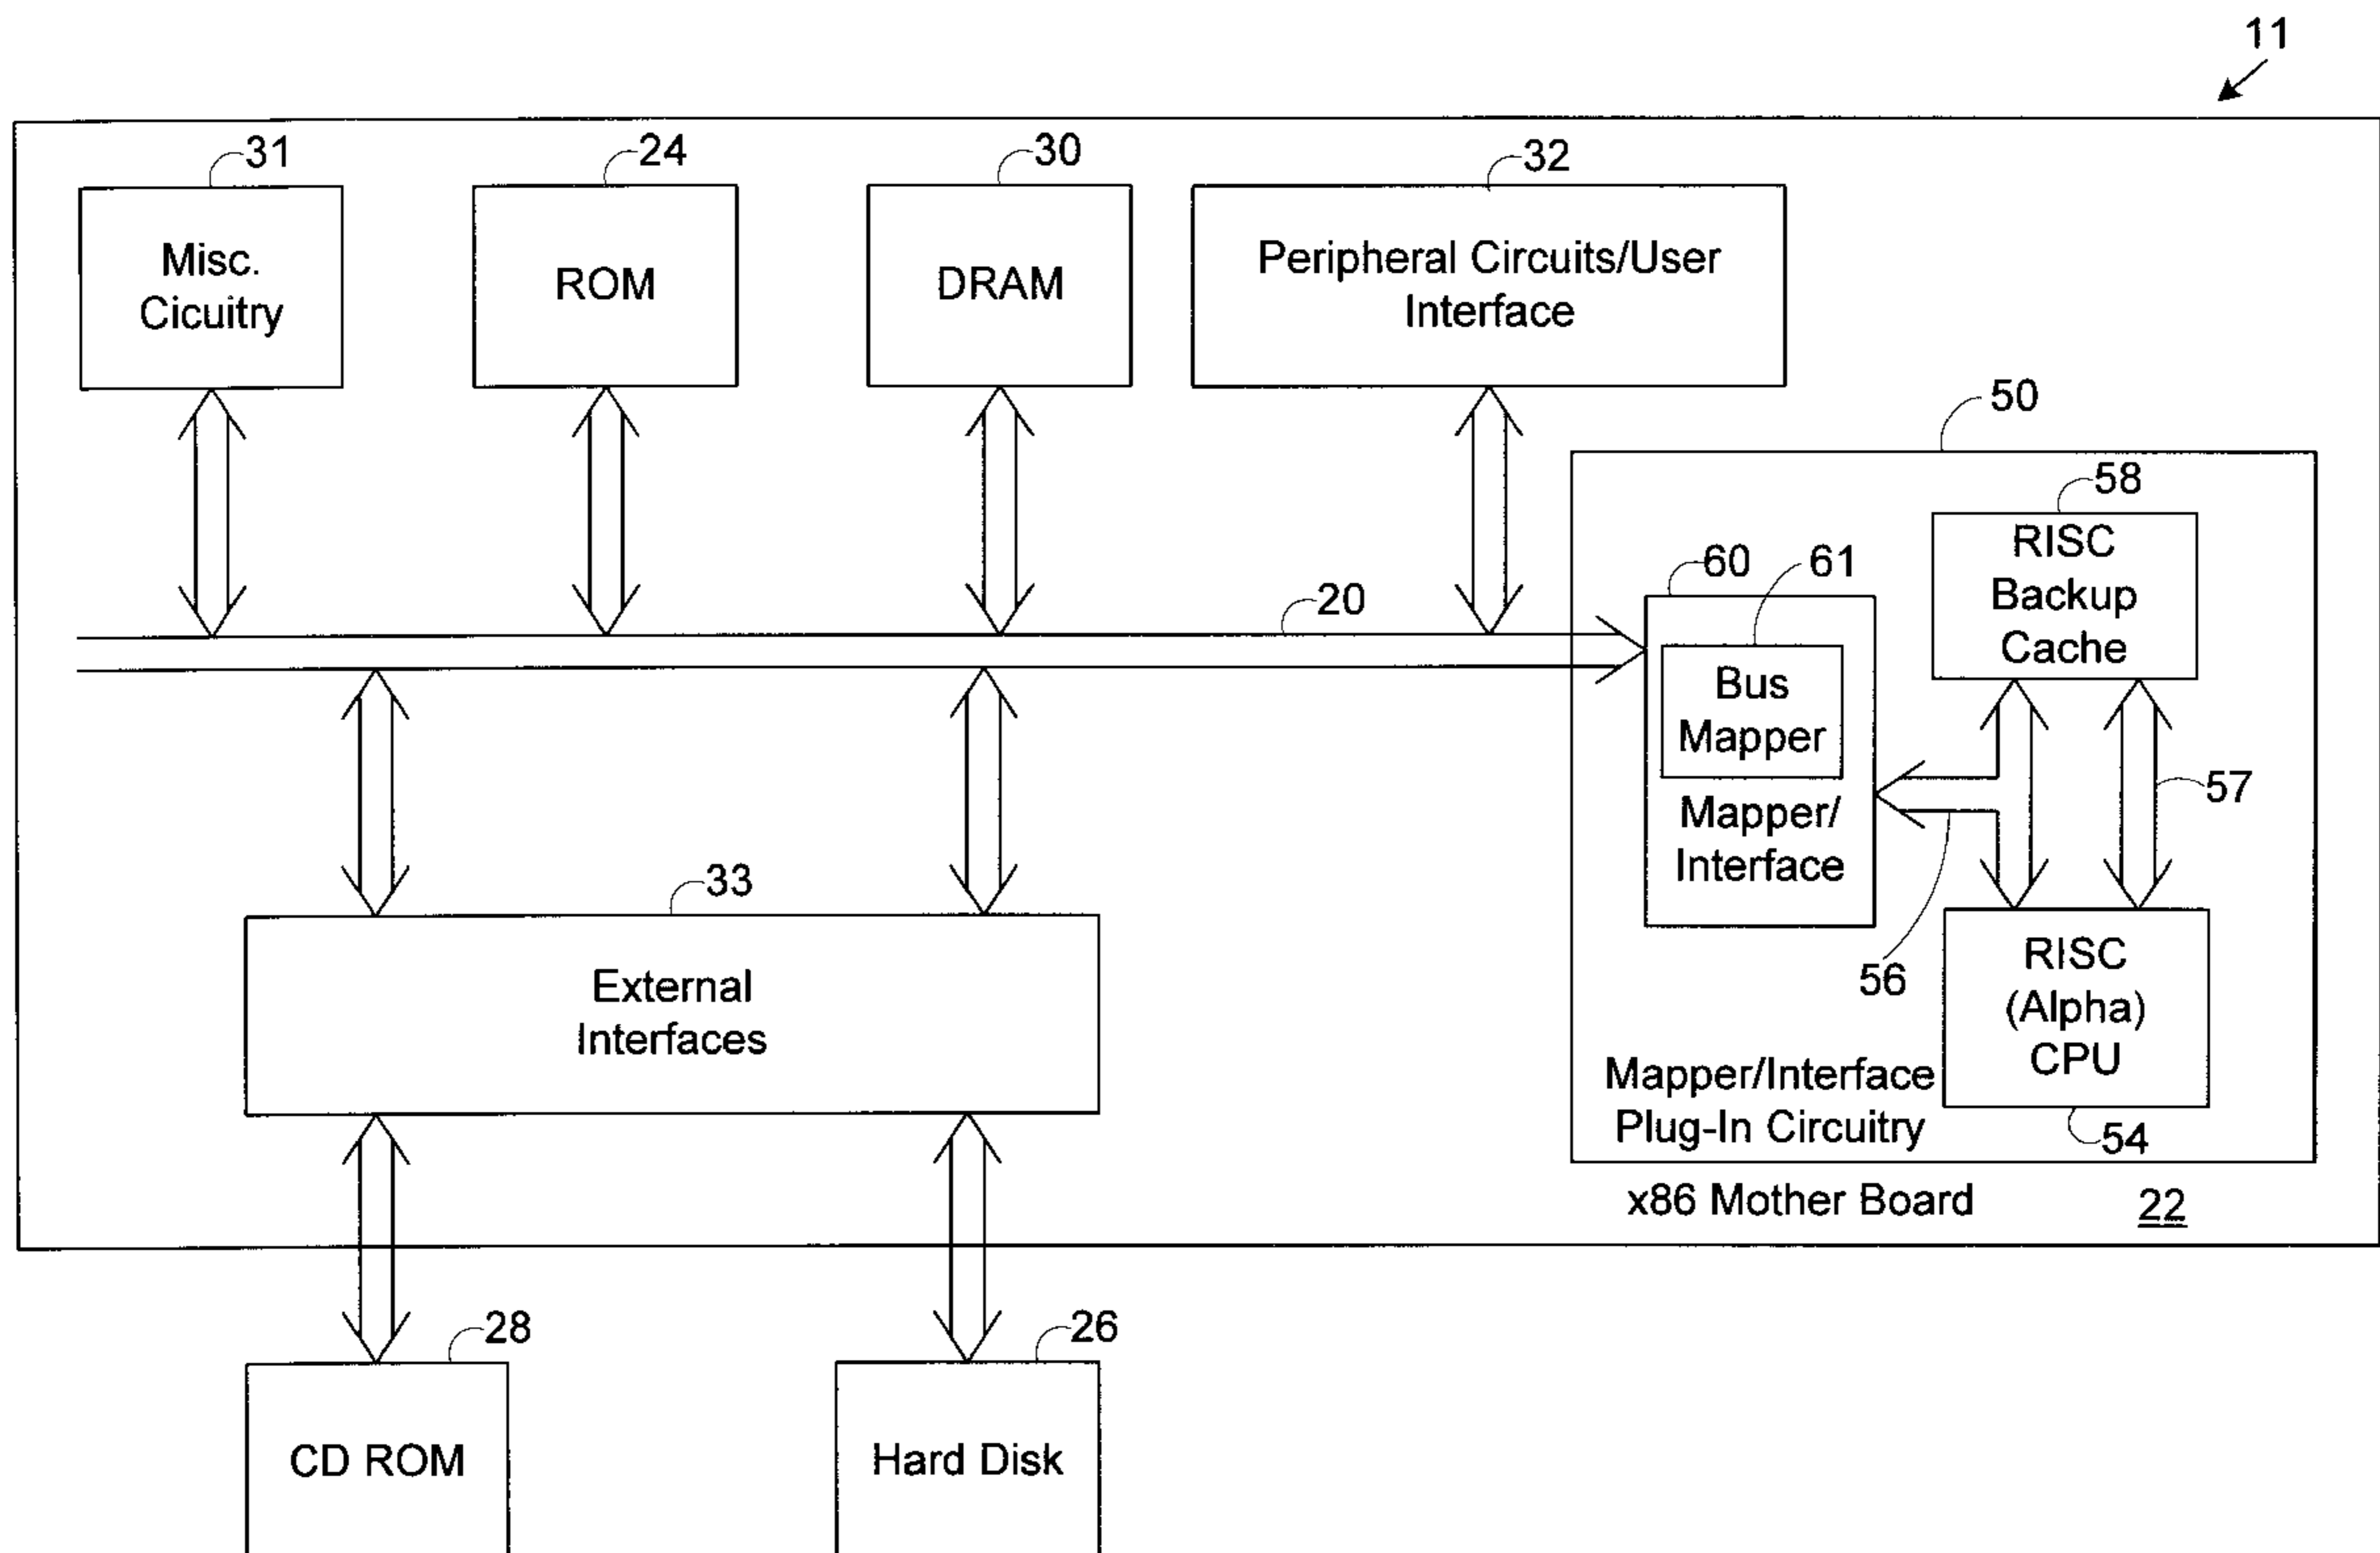 11
31
24
30
32
Misc.
Cicuitry
ROM
DRAM
Peripheral Circuits/User
Interface
50
58
RISC
Backup
Cache
60
61
20
Bus
Mapper
Mapper/
Interface
57
56
33
External
Interfaces
RISC
(Alpha)
CPU
54
Mapper/Interface
Plug-In Circuitry
x86 Mother Board
22
28
26
CD ROM
Hard Disk